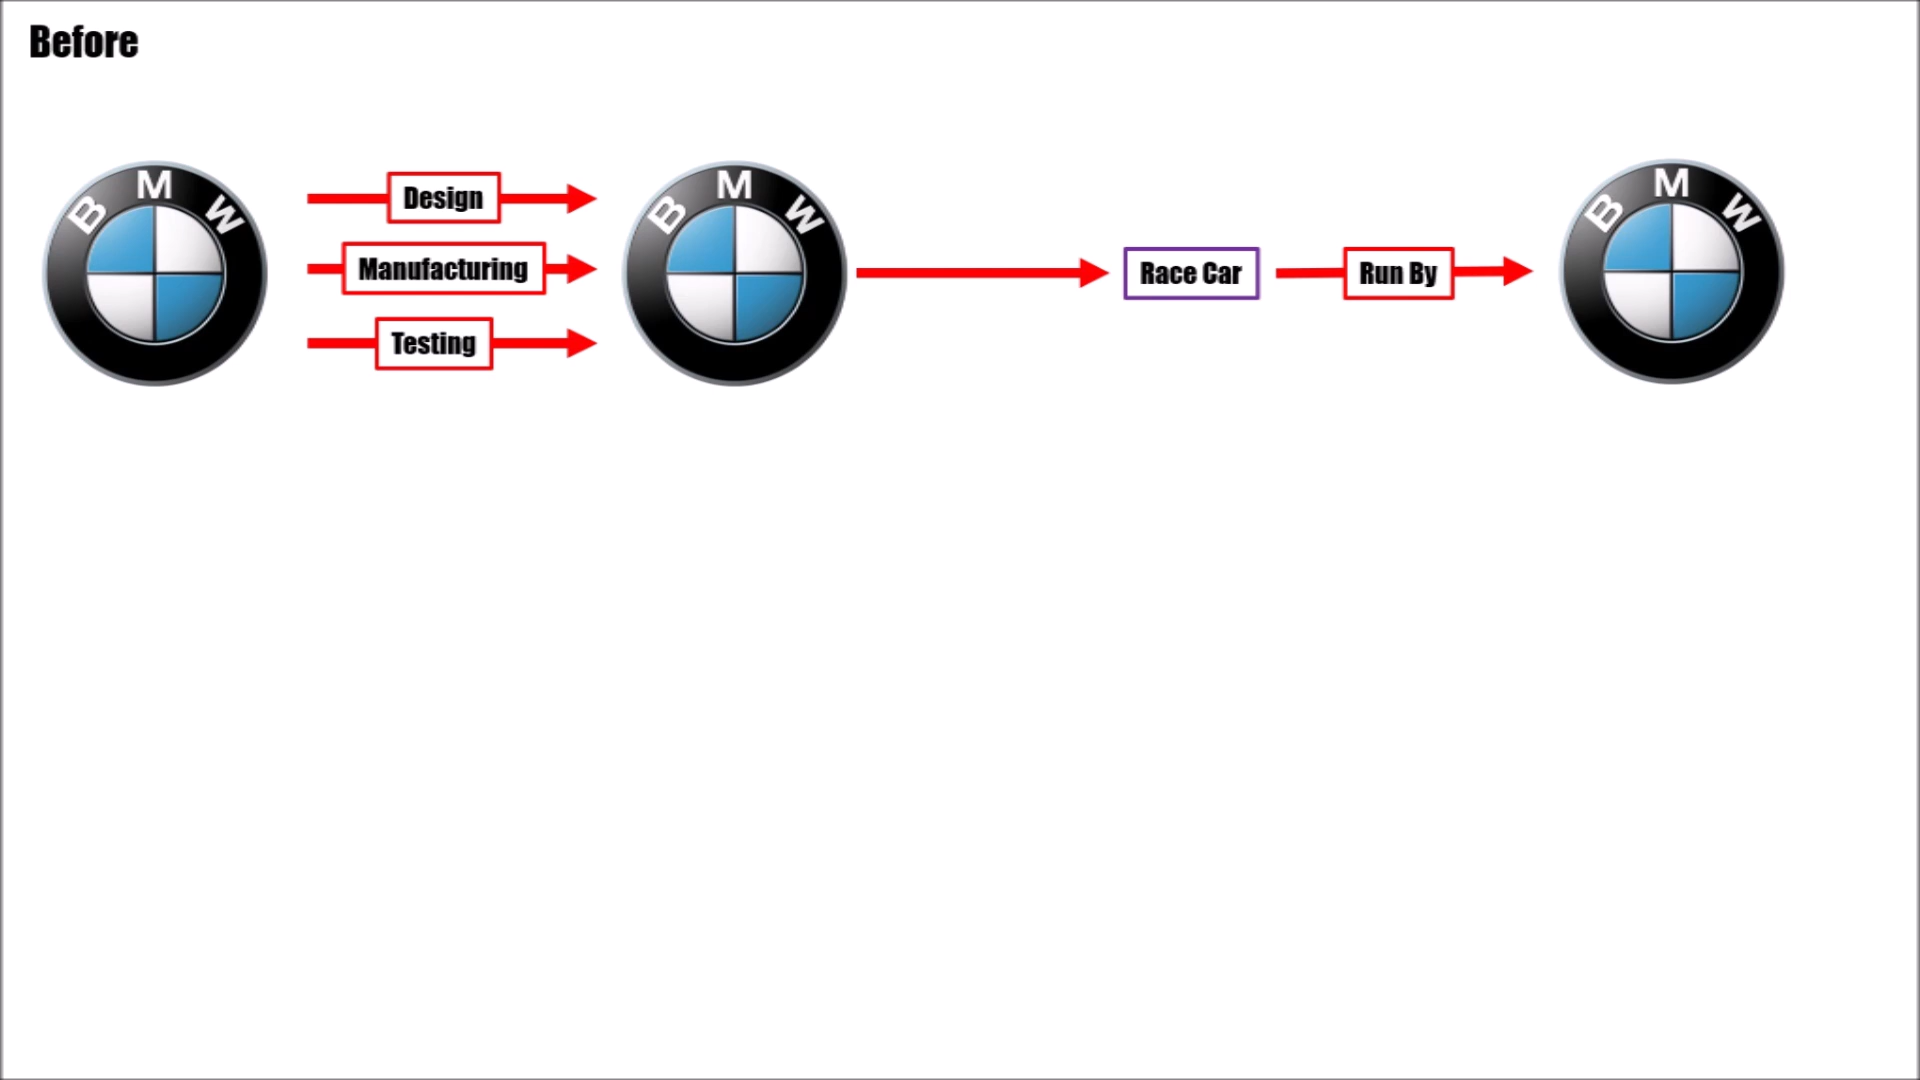 Before
BMW
Design
Manufacturing
Testing
BMW
Race Car
Run By
BMW